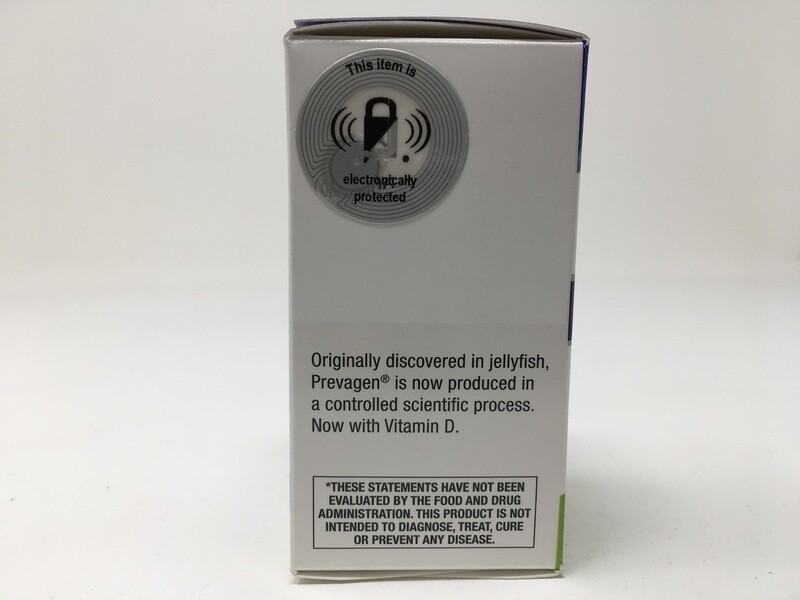 This item is
electronically
protected
Originally discovered in jellyfish,
Prevagen® is now produced in
a controlled scientific process.
Now with Vitamin D.
*THESE STATEMENTS HAVE NOT BEEN
EVALUATED BY THE FOOD AND DRUG
ADMINISTRATION. THIS PRODUCT IS NOT
INTENDED TO DIAGNOSE, TREAT, CURE
OR PREVENT ANY DISEASE.